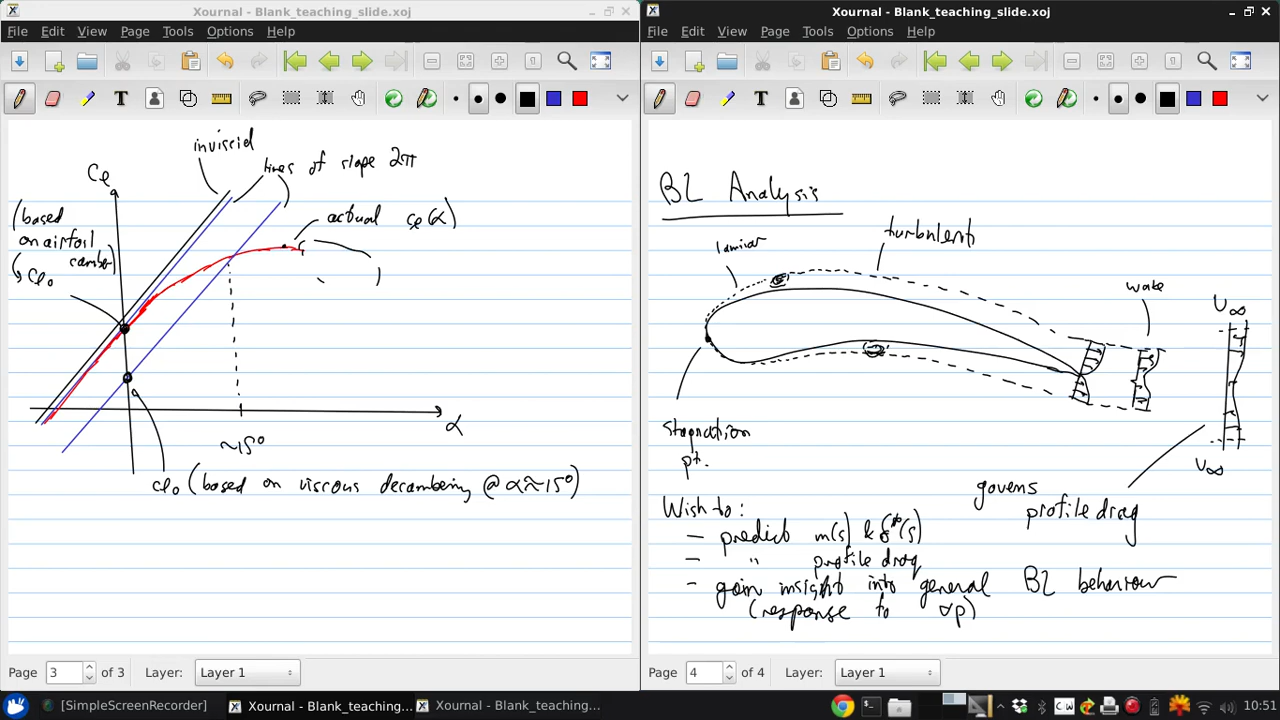 Xournal - Blank_teaching_slide.xoj
File Edit View Page Tools Options Help
inviscid
lines of slope 2π
Cℓ
(based
on airfoil
camber)
Cℓ₀
actual cℓ(α)
α
~15°
cℓ₀ (based on viscous decambering @ α≈15°)
Page 3 of 3 Layer: Layer 1
Xournal - Blank_teaching_slide.xoj
File Edit View Page Tools Options Help
BL Analysis
laminar
turbulent
wake
U∞
stagnation
pt.
U∞
govens
profile drag
Wish to:
- predict m(s) & δ*(s)
- " profile drag
- gain insight into general BL behaviour
(response to ∇p)
Page 4 of 4 Layer: Layer 1
[SimpleScreenRecorder] Xournal - Blank_teaching_slide.... Xournal - Blank_teaching_slide.... 10:51